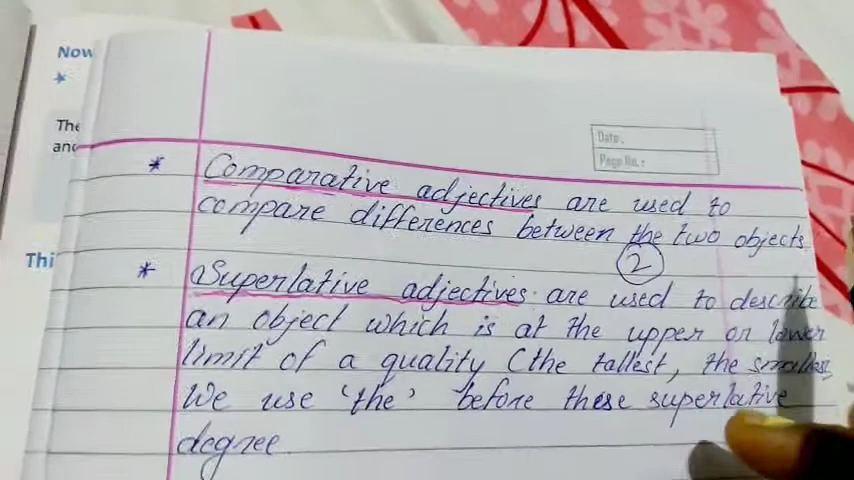 Now
The
and
Thi
Date.
Page No.:
* Comparative adjectives are used to
compare differences between the two objects.
2
* Superlative adjectives are used to describe
an object which is at the upper or lower
limit of a quality (the tallest, the smallest,
We use 'the' before these superlative
degree